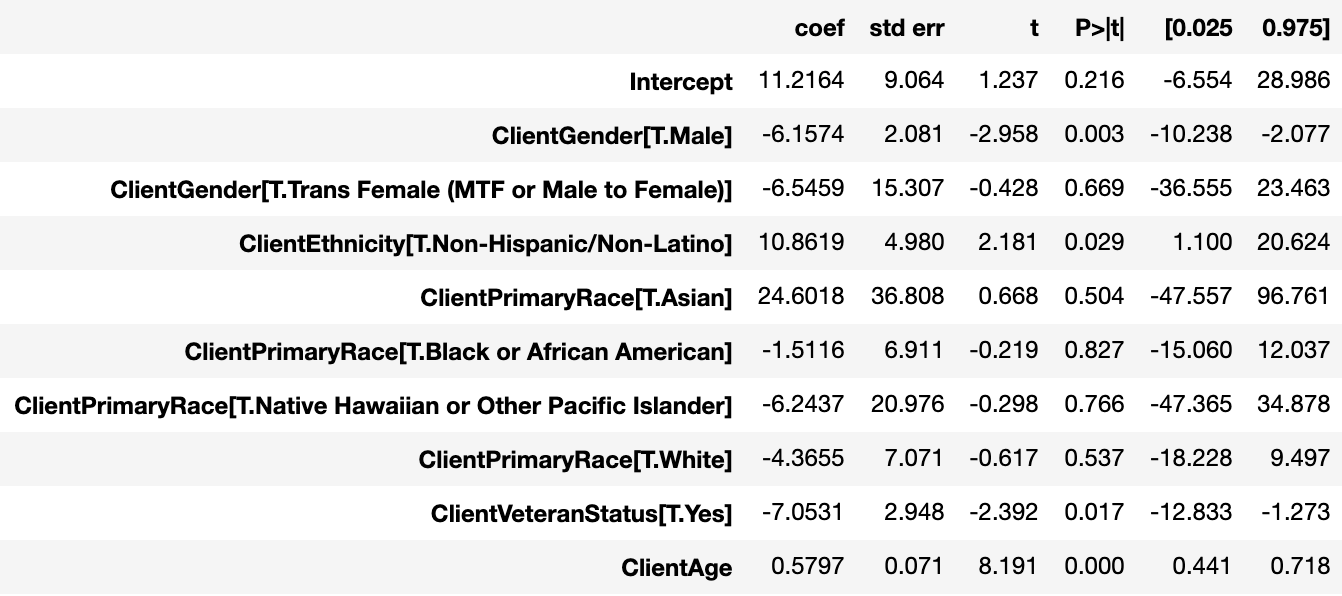 coef std err t P>|t| [0.025 0.975]
Intercept 11.2164 9.064 1.237 0.216 -6.554 28.986
ClientGender[T.Male] -6.1574 2.081 -2.958 0.003 -10.238 -2.077
ClientGender[T.Trans Female (MTF or Male to Female)] -6.5459 15.307 -0.428 0.669 -36.555 23.463
ClientEthnicity[T.Non-Hispanic/Non-Latino] 10.8619 4.980 2.181 0.029 1.100 20.624
ClientPrimaryRace[T.Asian] 24.6018 36.808 0.668 0.504 -47.557 96.761
ClientPrimaryRace[T.Black or African American] -1.5116 6.911 -0.219 0.827 -15.060 12.037
ClientPrimaryRace[T.Native Hawaiian or Other Pacific Islander] -6.2437 20.976 -0.298 0.766 -47.365 34.878
ClientPrimaryRace[T.White] -4.3655 7.071 -0.617 0.537 -18.228 9.497
ClientVeteranStatus[T.Yes] -7.0531 2.948 -2.392 0.017 -12.833 -1.273
ClientAge 0.5797 0.071 8.191 0.000 0.441 0.718